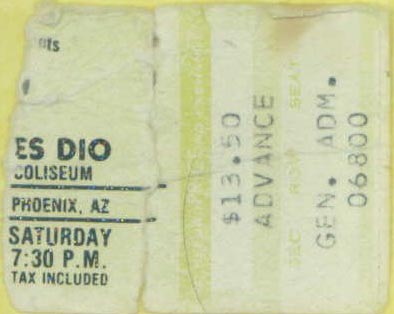 nts
ES DIO
COLISEUM
PHOENIX, AZ
SATURDAY
7:30 P.M.
TAX INCLUDED
$13.50
ADVANCE
SEC ROW SEAT
GEN. ADM.
06800